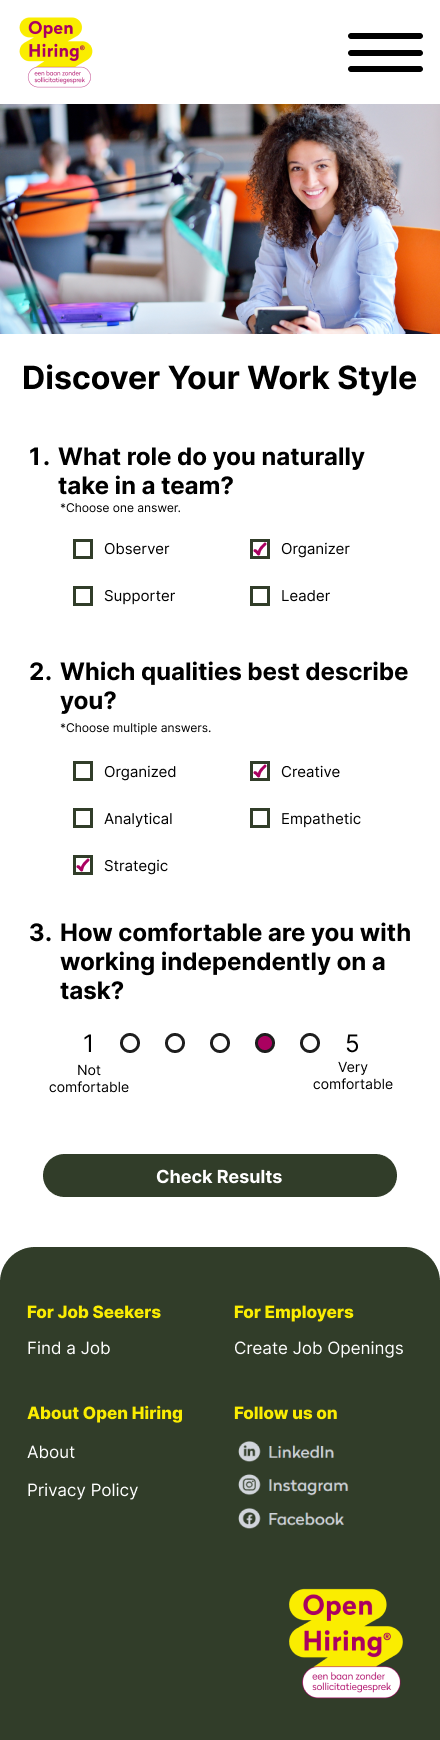 Open
Hiring®
een baan zonder
sollicitatiegesprek
Discover Your Work Style
1. What role do you naturally
take in a team?
*Choose one answer.
Observer
Organizer
Supporter
Leader
2. Which qualities best describe
you?
*Choose multiple answers.
Organized
Creative
Analytical
Empathetic
Strategic
3. How comfortable are you with
working independently on a
task?
1
5
Not
comfortable
Very
comfortable
Check Results
For Job Seekers
Find a Job
For Employers
Create Job Openings
About Open Hiring
About
Privacy Policy
Follow us on
LinkedIn
Instagram
Facebook
Open
Hiring®
een baan zonder
sollicitatiegesprek